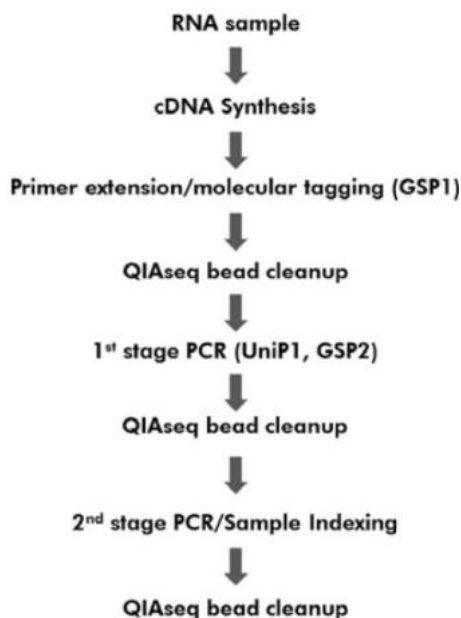 RNA sample
cDNA Synthesis
Primer extension/molecular tagging (GSP1)
QIAseq bead cleanup
1st stage PCR (UniP1, GSP2)
QIAseq bead cleanup
2nd stage PCR/Sample Indexing
QIAseq bead cleanup